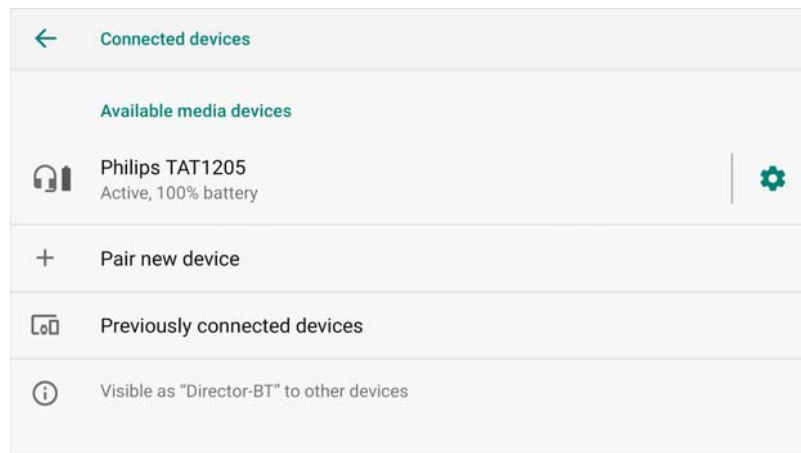 Connected devices
Available media devices
Philips TAT1205
Active, 100% battery
Pair new device
Previously connected devices
Visible as “Director-BT” to other devices